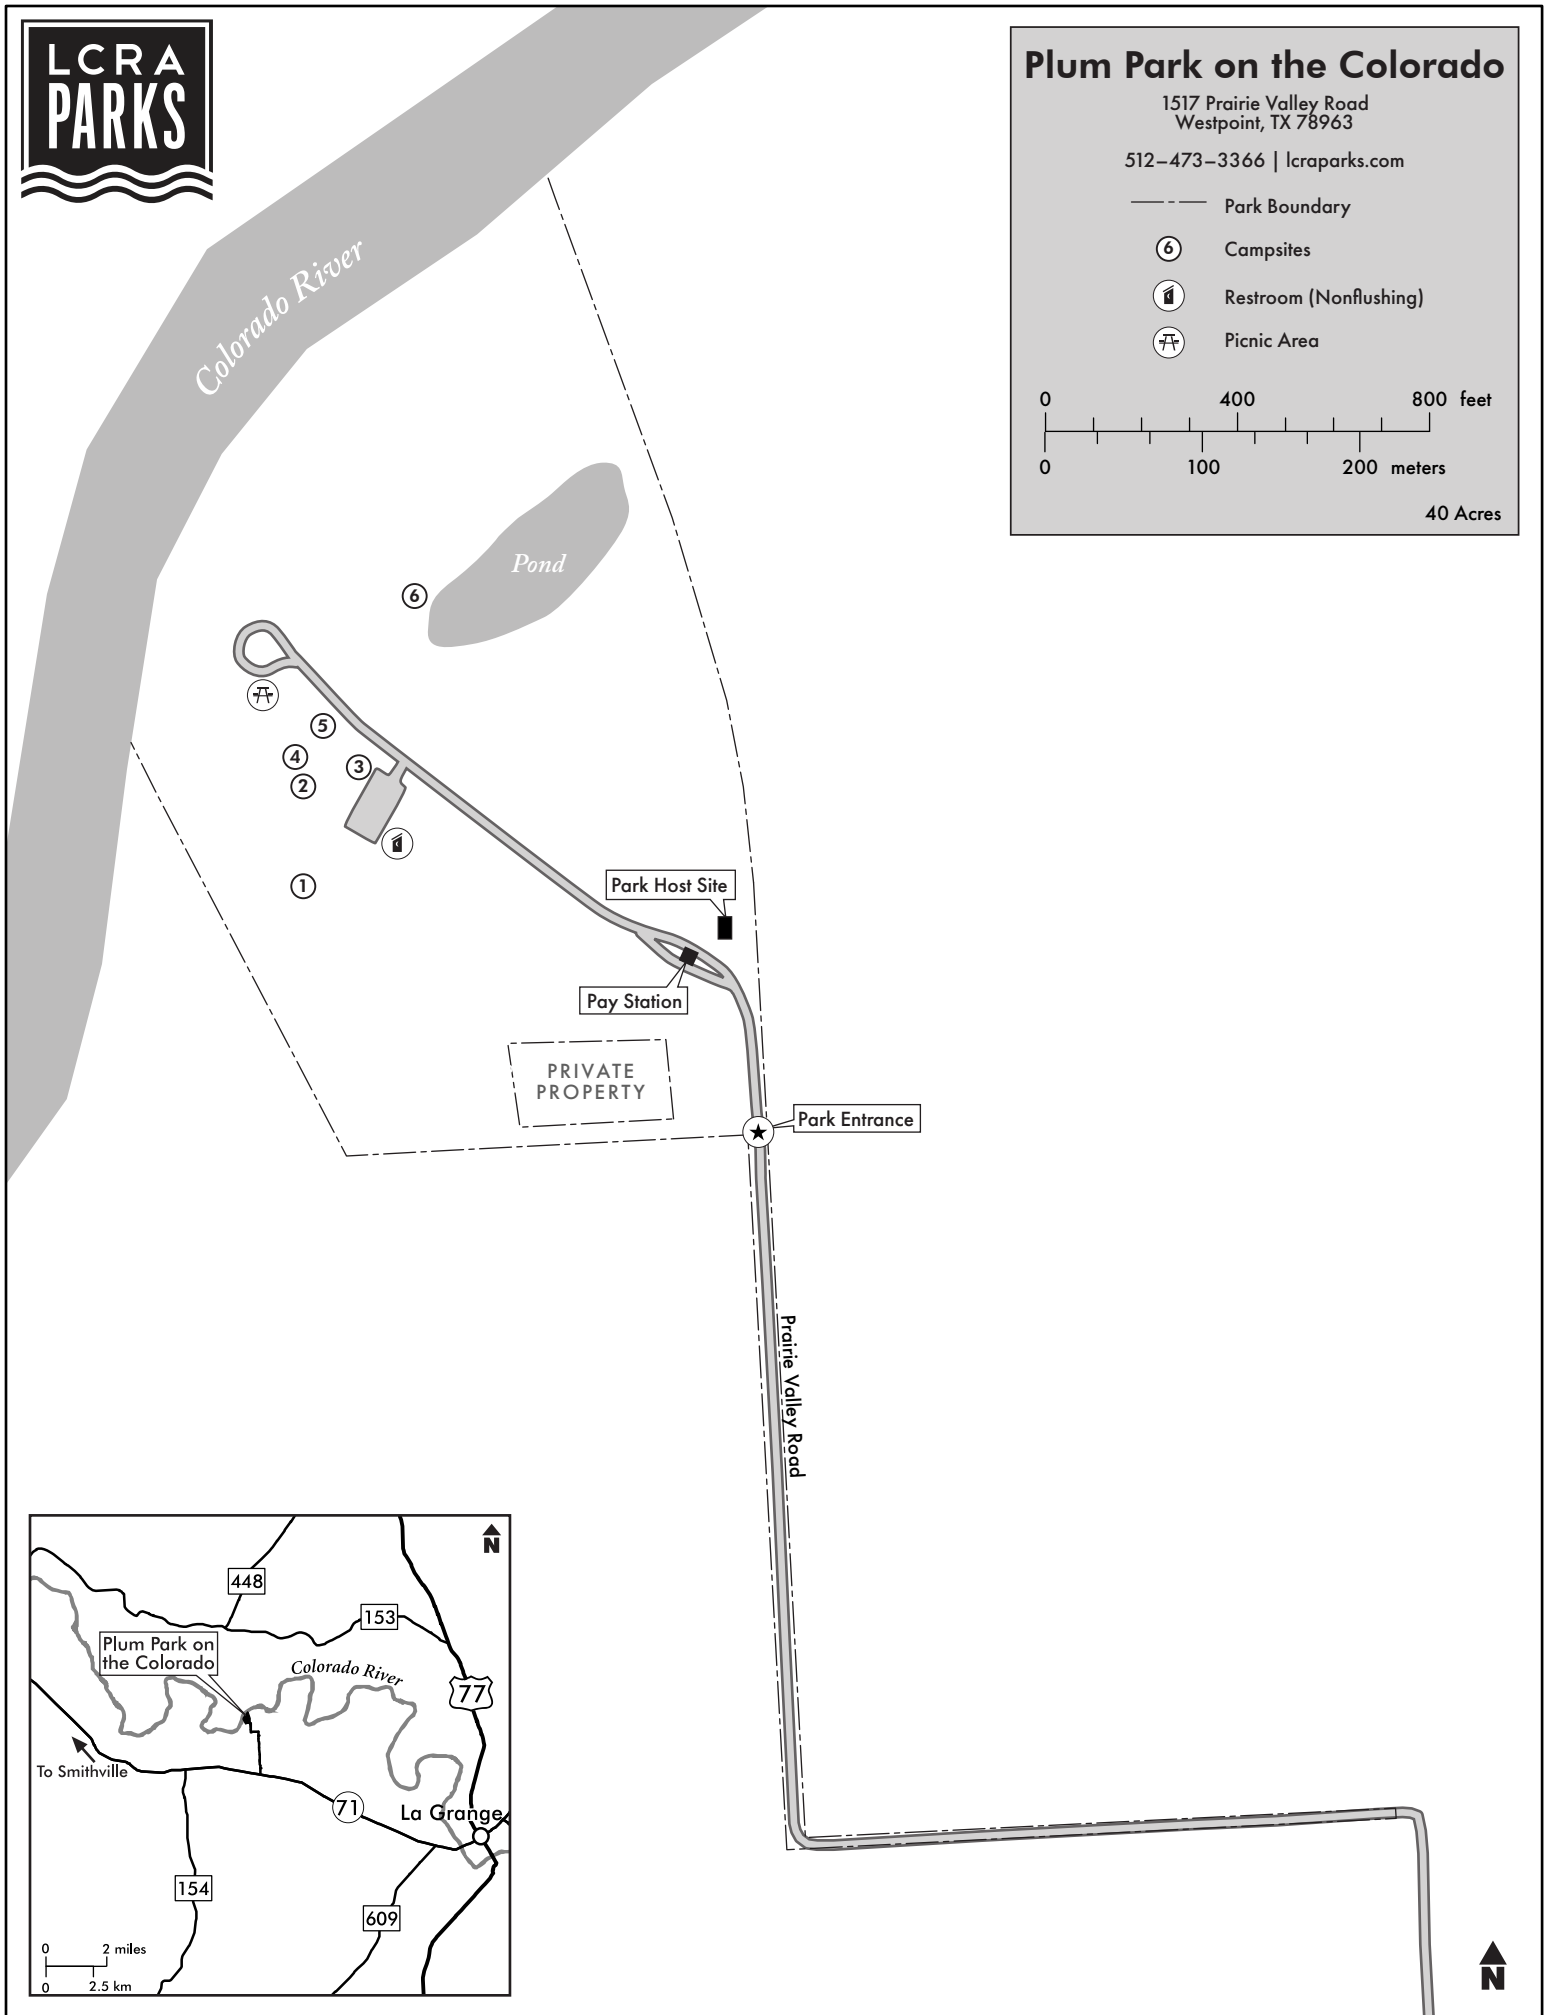 LCRA
PARKS
Plum Park on the Colorado
1517 Prairie Valley Road
Westpoint, TX 78963
512–473–3366 | lcraparks.com
Park Boundary
6 Campsites
Restroom (Nonflushing)
Picnic Area
0 400 800 feet
0 100 200 meters
40 Acres
Colorado River
Pond
6
5
4
3
2
1
Park Host Site
Pay Station
PRIVATE
PROPERTY
Park Entrance
Prairie Valley Road
N
448
153
Plum Park on
the Colorado
Colorado River
77
To Smithville
71
La Grange
154
609
0 2 miles
0 2.5 km
N